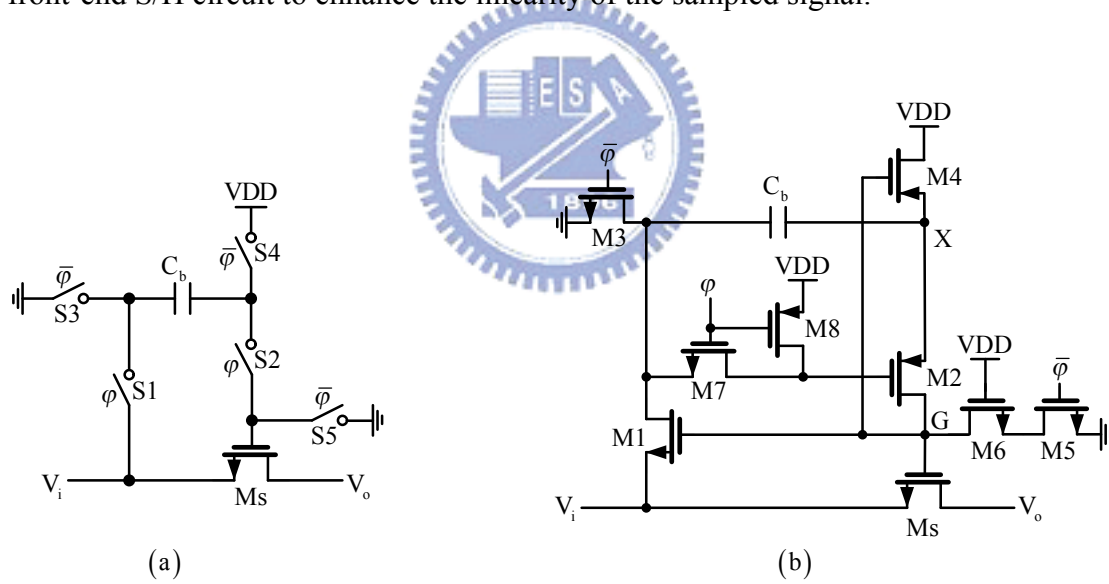 front-end S/H circuit to enhance the linearity of the sampled signal.
E S A
1896
VDD
φ̄ S4
C_b
φ̄
S3
S2
φ
φ S1
φ̄
S5
V_i Ms V_o
(a)
VDD
M4
φ̄
C_b
M3
X
VDD
φ
M8
M2
VDD
φ̄
M7
M1
G
M6 M5
V_i Ms V_o
(b)